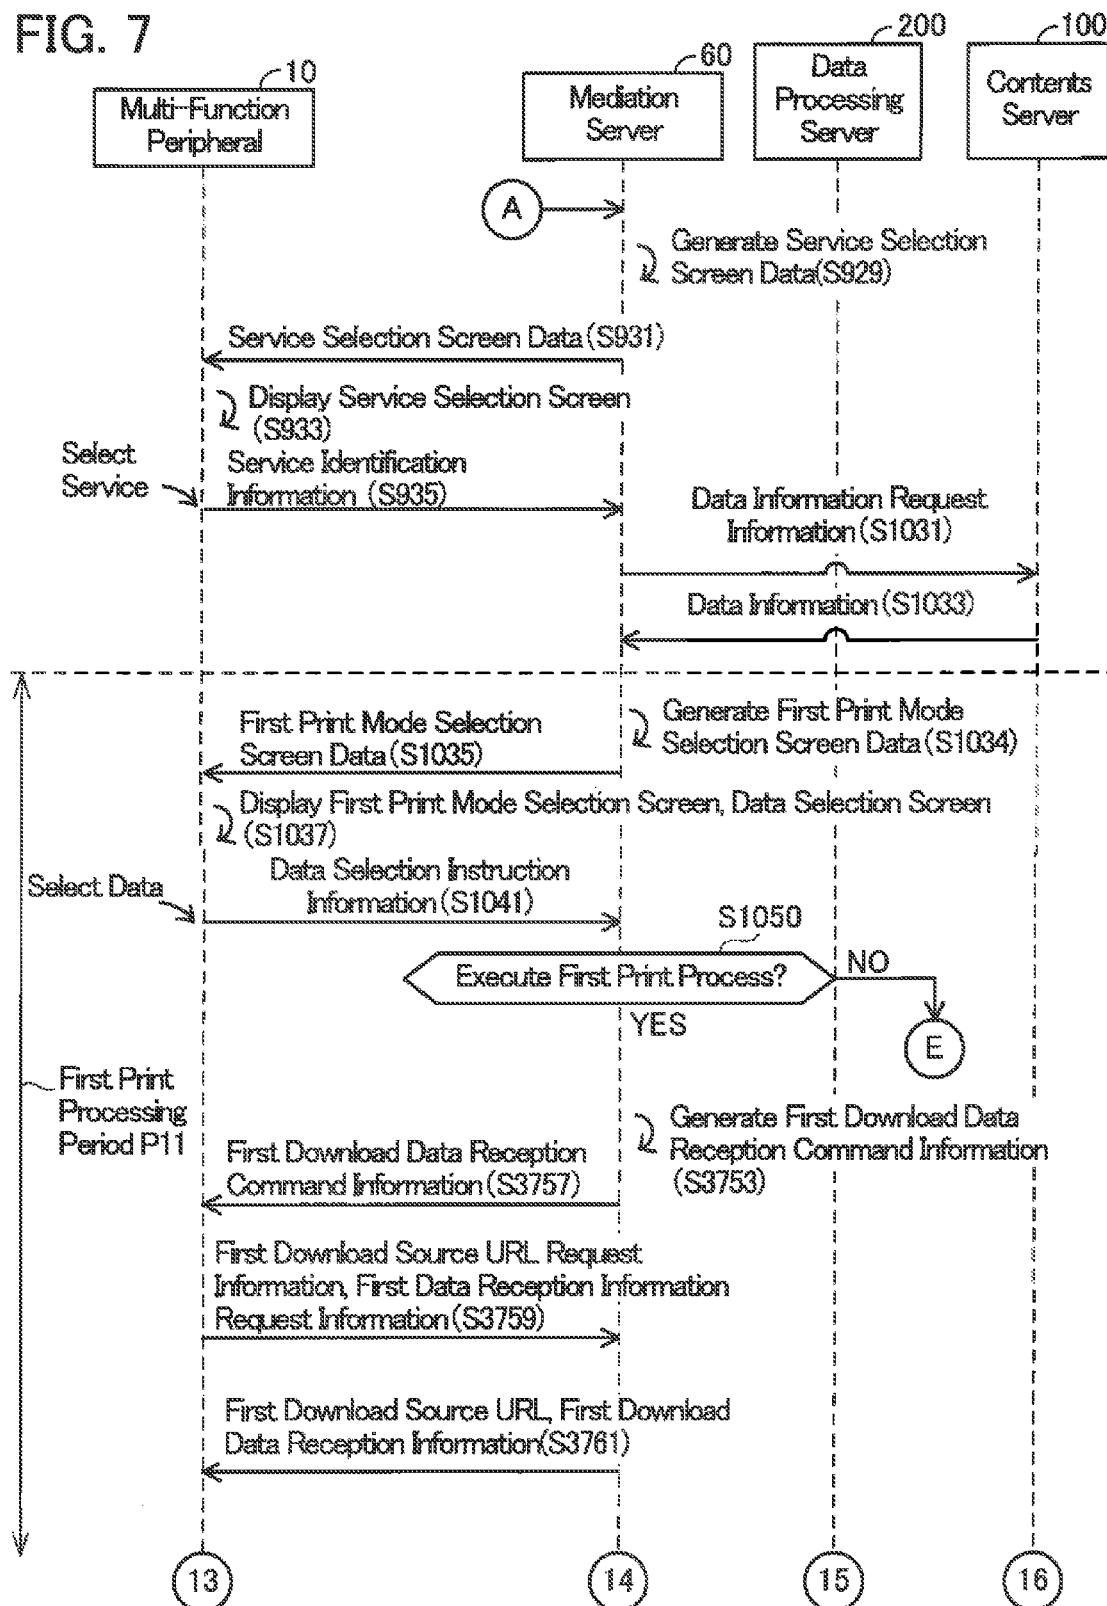 FIG. 7
10
60
200
100
Multi-Function
Peripheral
Mediation
Server
Data
Processing
Server
Contents
Server
A
Generate Service Selection
Screen Data(S929)
Service Selection Screen Data(S931)
Display Service Selection Screen
(S933)
Select
Service
Service Identification
Information (S935)
Data Information Request
Information(S1031)
Data Information(S1033)
First Print Mode Selection
Screen Data(S1035)
Generate First Print Mode
Selection Screen Data(S1034)
Display First Print Mode Selection Screen, Data Selection Screen
(S1037)
Select Data
Data Selection Instruction
Information(S1041)
S1050
Execute First Print Process?
NO
YES
E
First Print
Processing
Period P11
Generate First Download Data
Reception Command Information
(S3753)
First Download Data Reception
Command Information(S3757)
First Download Source URL Request
Information, First Data Reception Information
Request Information(S3759)
First Download Source URL, First Download
Data Reception Information(S3761)
13
14
15
16